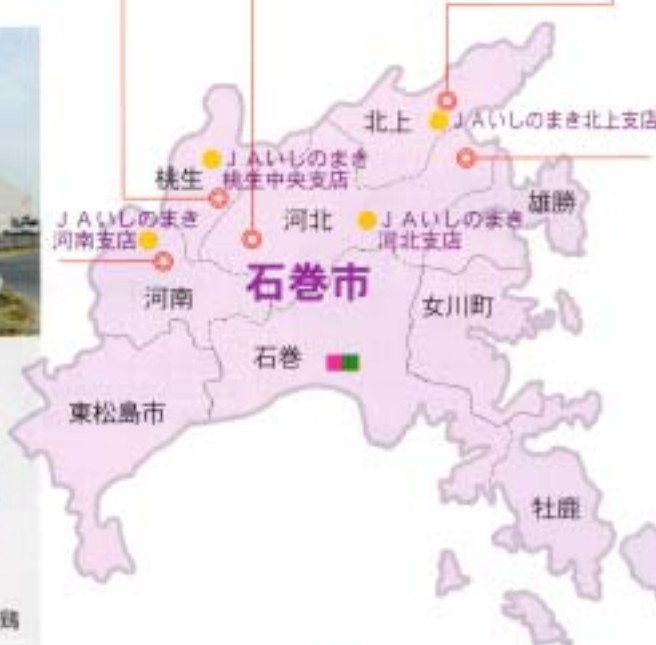 北上
JAいしのまき北上支店
JAいしのまき
桃生中央支店
桃生
雄勝
JAいしのまき
河南支店
河北
JAいしのまき
河北支店
石巻市
河南
女川町
石巻
東松島市
牡鹿
鶏